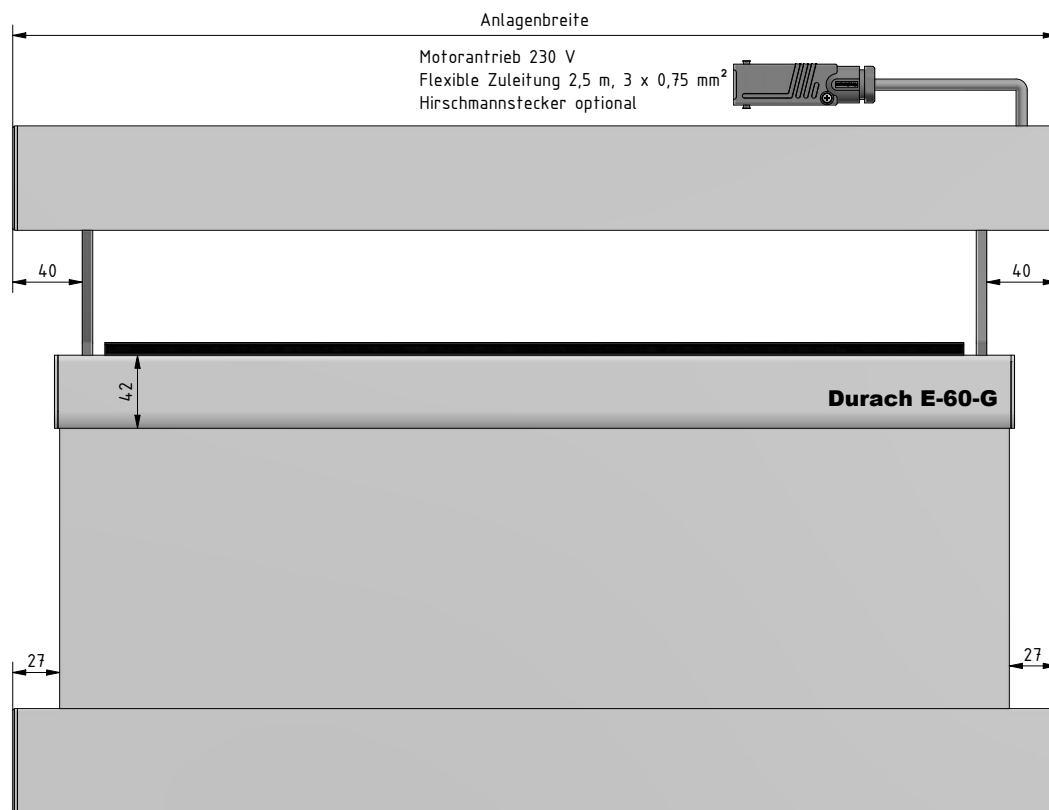 Anlagenbreite
Motorantrieb 230 V
Flexible Zuleitung 2,5 m, 3 x 0,75 mm²
Hirschmannstecker optional
40
40
42
Durach E-60-G
27
27